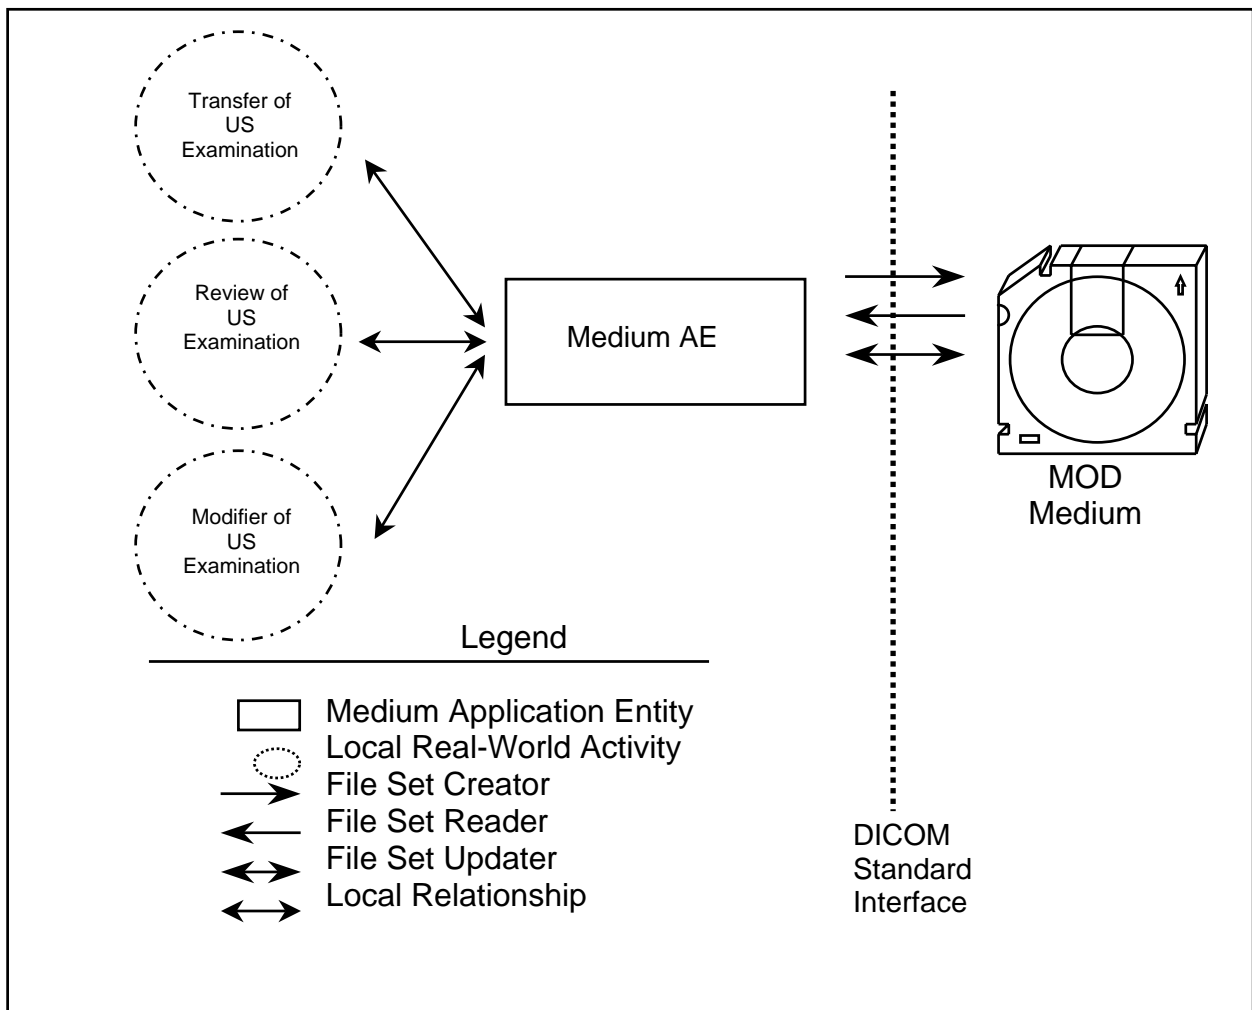 Transfer of
US
Examination
Review of
US
Examination
Modifier of
US
Examination
Medium AE
MOD
Medium
DICOM
Standard
Interface
Legend
Medium Application Entity
Local Real-World Activity
File Set Creator
File Set Reader
File Set Updater
Local Relationship